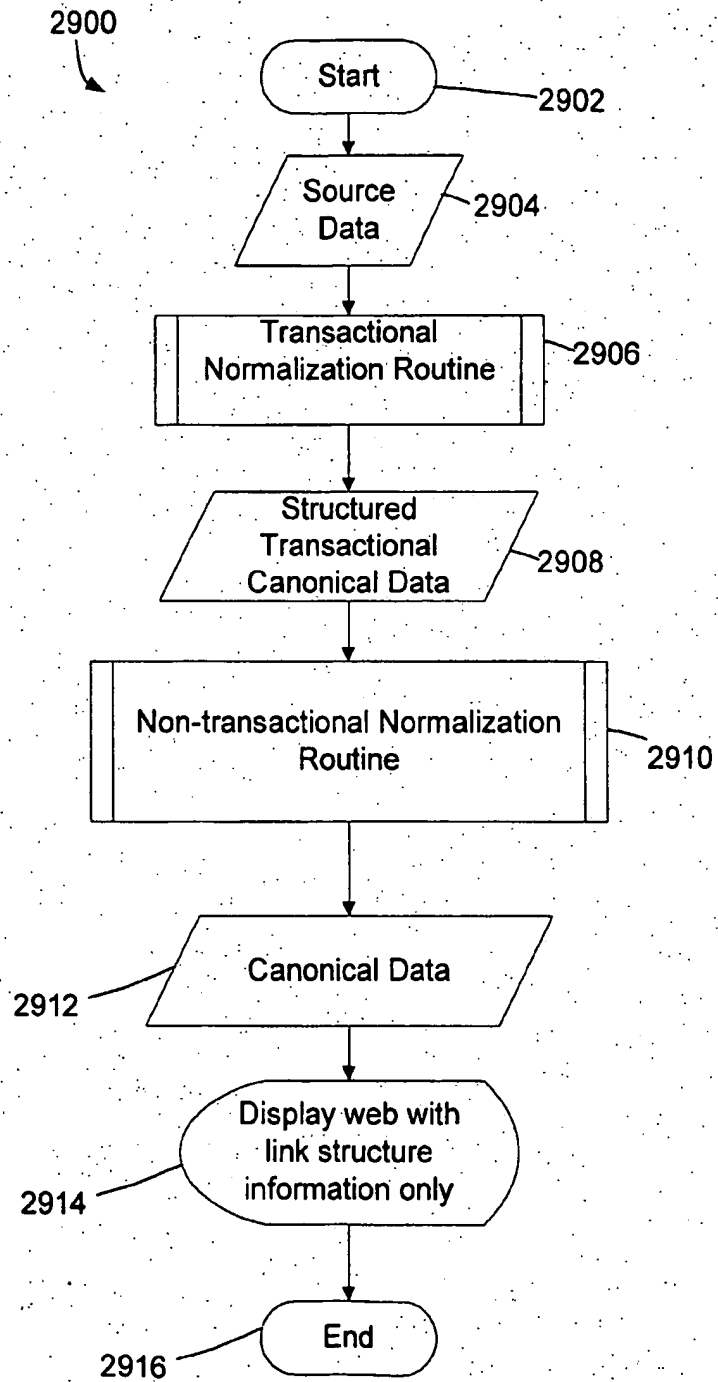 2900
Start
2902
Source
Data
2904
Transactional
Normalization Routine
2906
Structured
Transactional
Canonical Data
2908
Non-transactional Normalization
Routine
2910
Canonical Data
2912
Display web with
link structure
information only
2914
End
2916